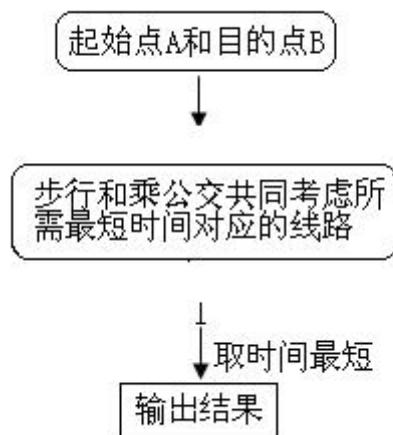 起始点A和目的点B
步行和乘公交共同考虑所
需最短时间对应的线路
取时间最短
输出结果